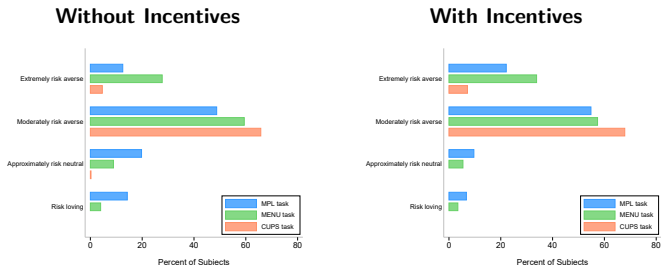 Without Incentives
Extremely risk averse
Moderately risk averse
Approximately risk neutral
Risk loving
MPL task
MENU task
CUPS task
0 20 40 60 80
Percent of Subjects
With Incentives
Extremely risk averse
Moderately risk averse
Approximately risk neutral
Risk loving
MPL task
MENU task
CUPS task
0 20 40 60 80
Percent of Subjects